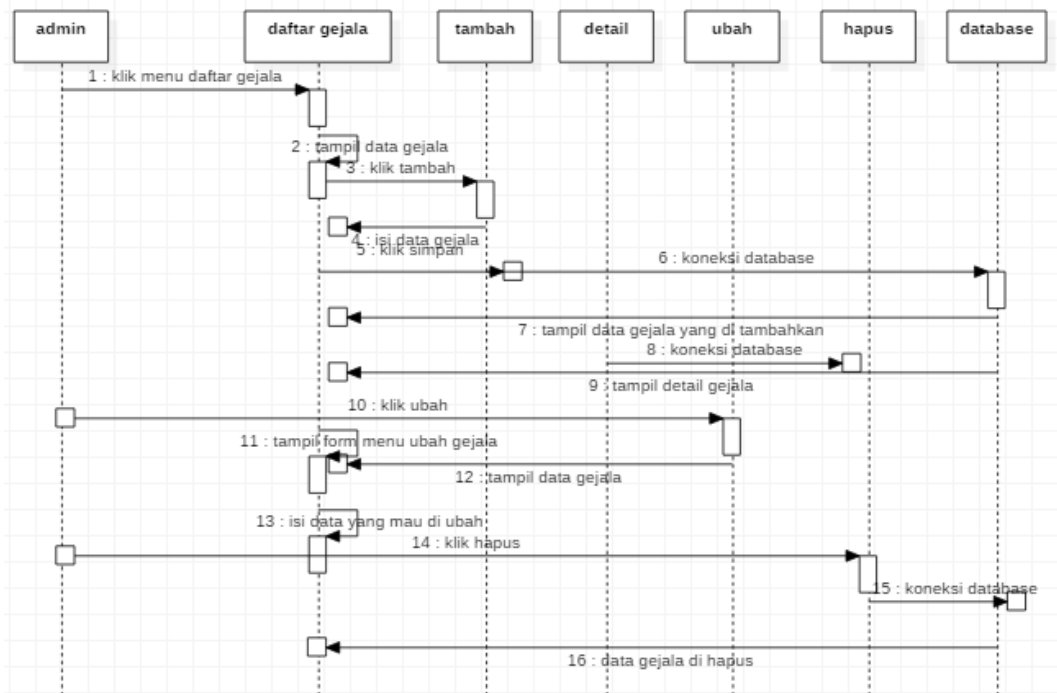 admin
daftar gejala
tambah
detail
ubah
hapus
database
1 : klik menu daftar gejala
2 : tampil data gejala
3 : klik tambah
4 : isi data gejala
5 : klik simpan
6 : koneksi database
7 : tampil data gejala yang di tambahkan
8 : koneksi database
9 : tampil detail gejala
10 : klik ubah
11 : tampil form menu ubah gejala
12 : tampil data gejala
13 : isi data yang mau di ubah
14 : klik hapus
15 : koneksi database
16 : data gejala di hapus